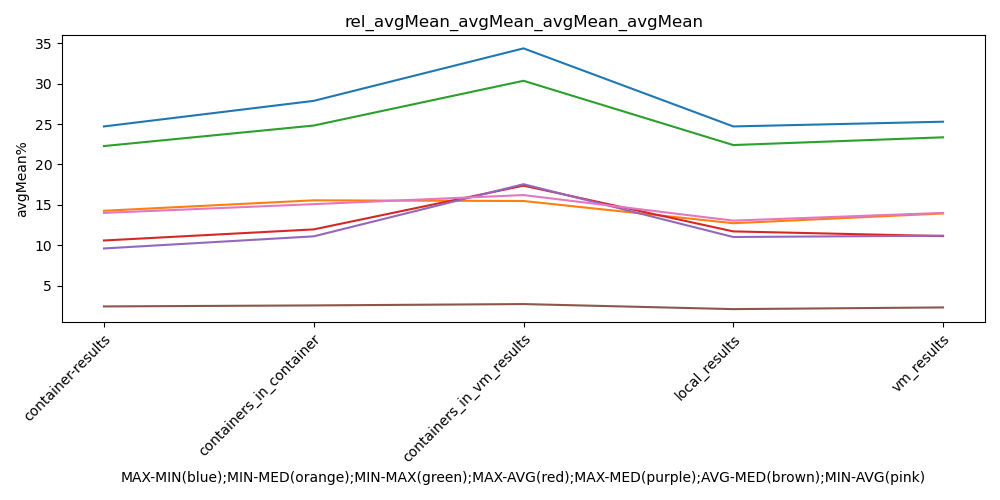 rel_avgMean_avgMean_avgMean_avgMean
35
30
25
20
15
10
5
avgMean%
container-results
containers_in_container
containers_in_vm_results
local_results
vm_results
MAX-MIN(blue);MIN-MED(orange);MIN-MAX(green);MAX-AVG(red);MAX-MED(purple);AVG-MED(brown);MIN-AVG(pink)